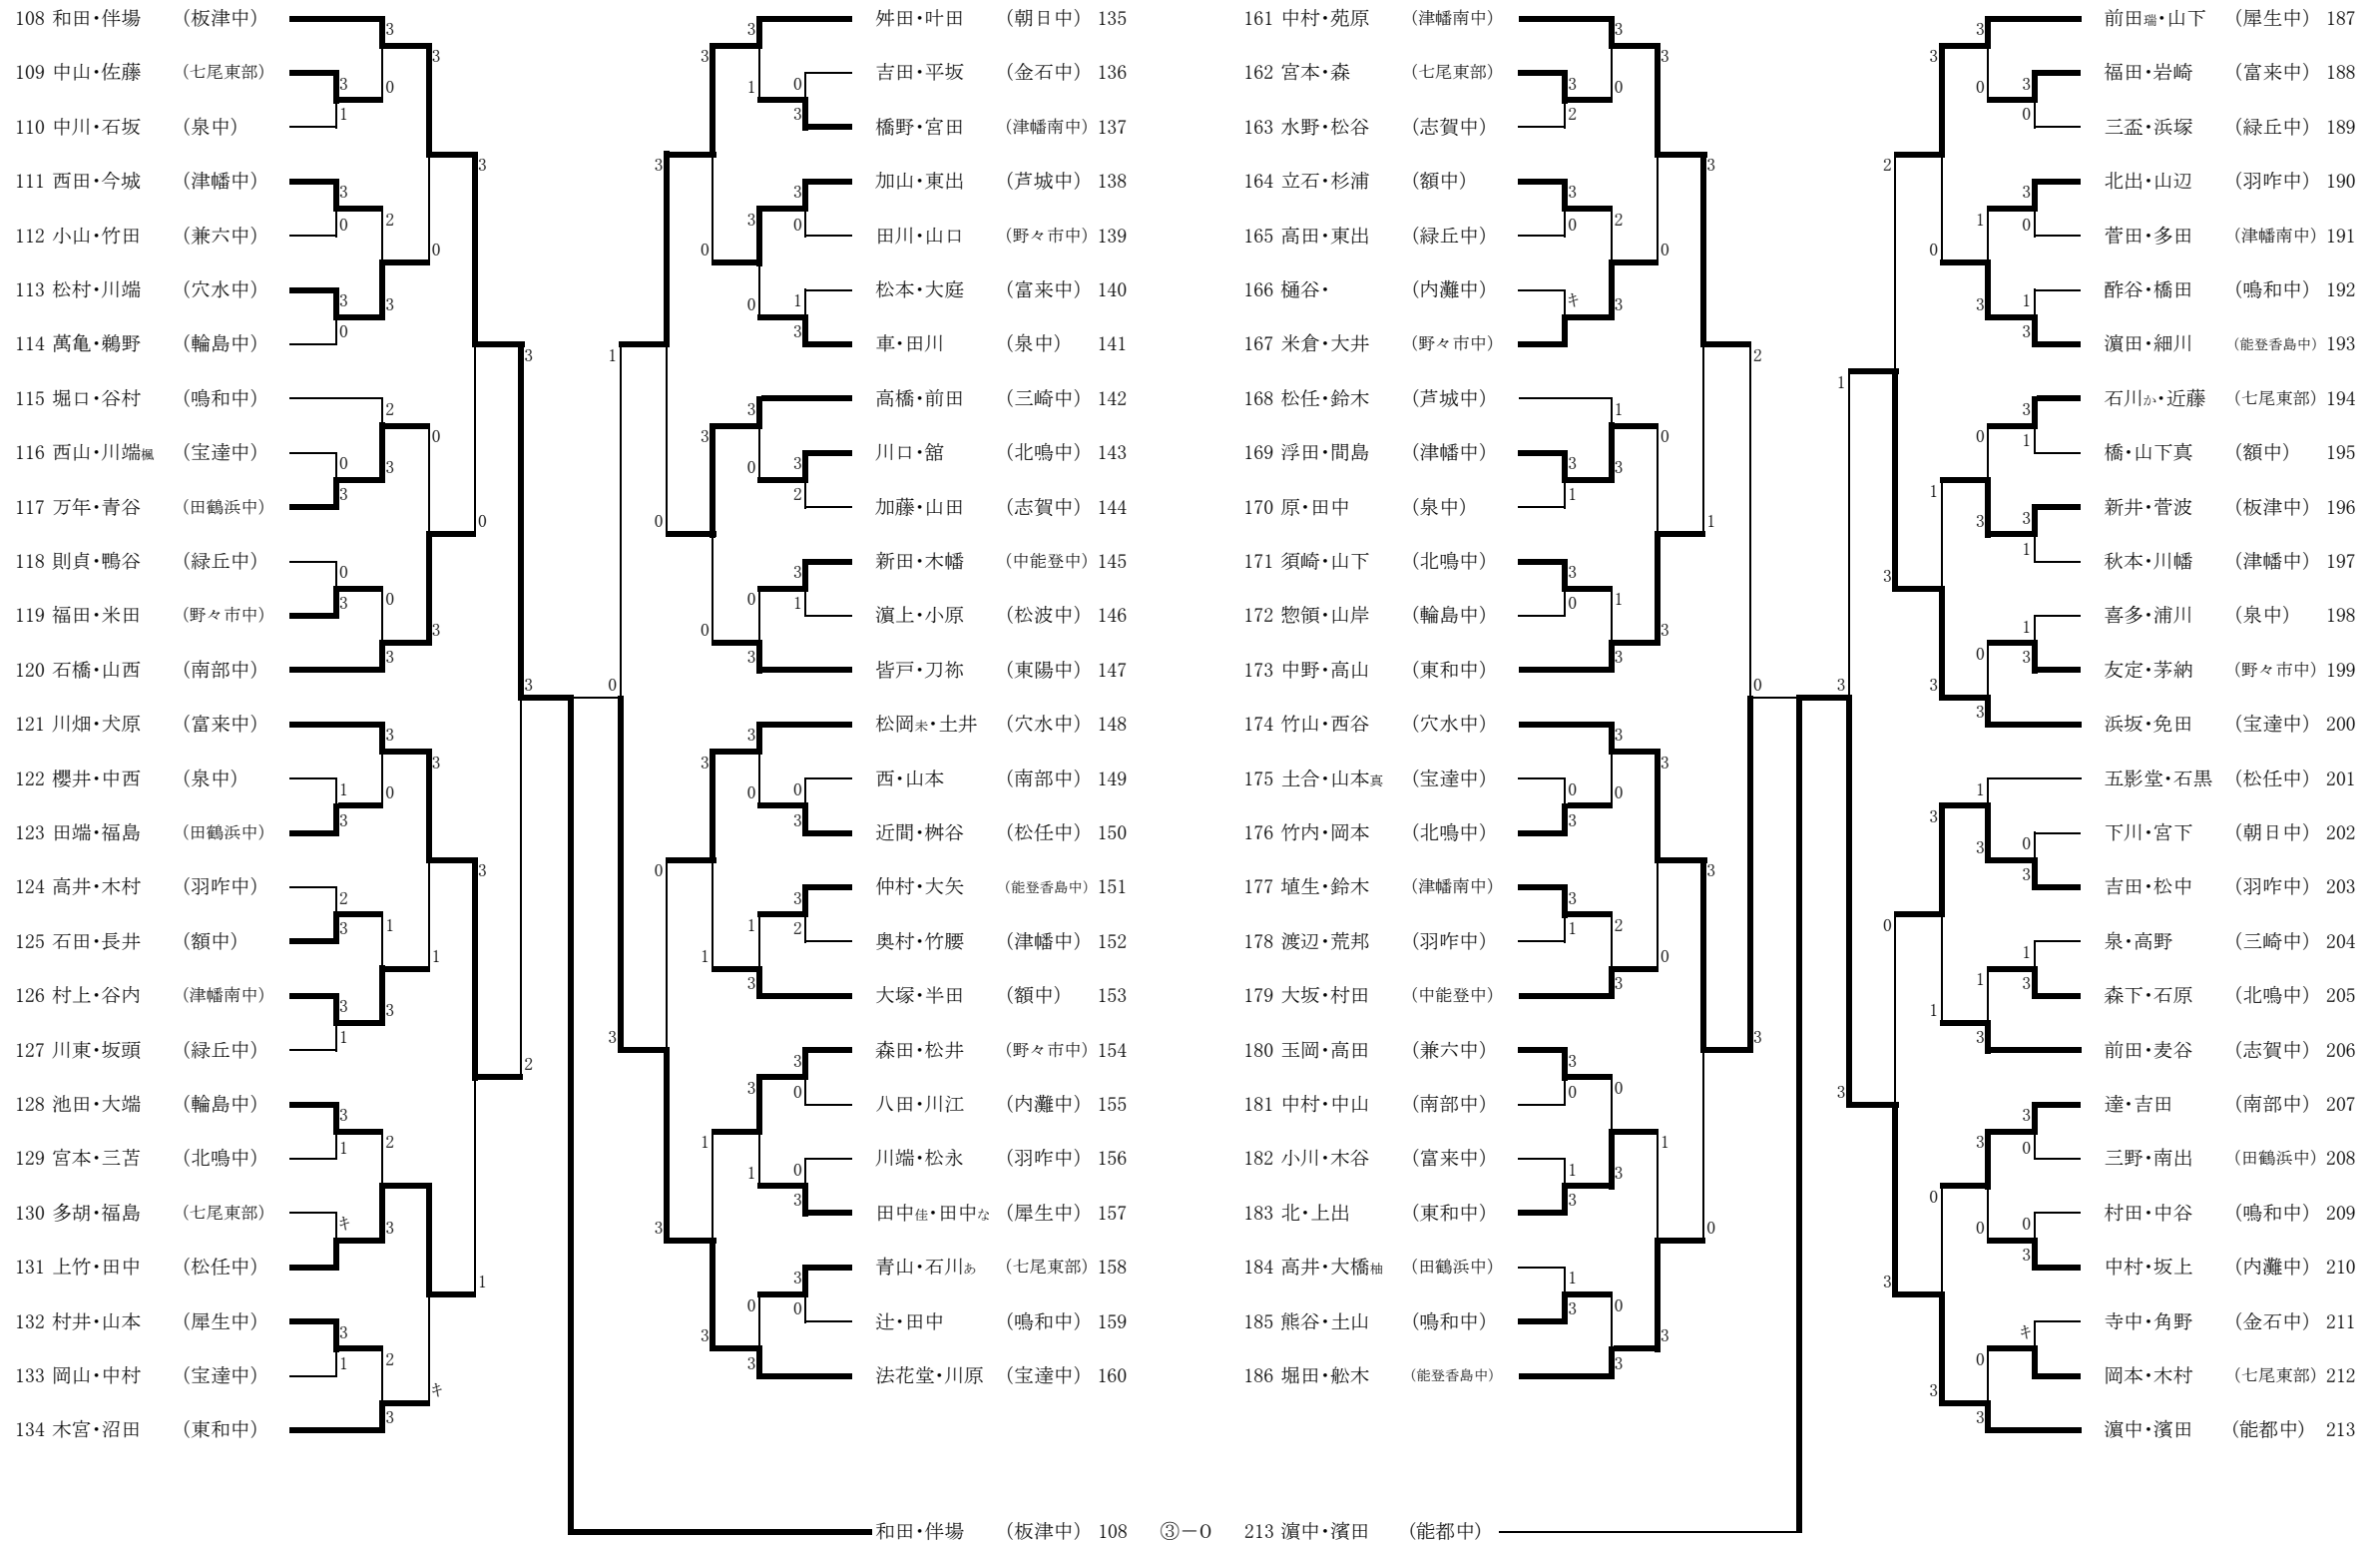 108 和田・伴場 (板津中)
109 中山・佐藤 (七尾東部)
110 中川・石坂 (泉中)
111 西田・今城 (津幡中)
112 小山・竹田 (兼六中)
113 松村・川端 (穴水中)
114 萬亀・鵜野 (輪島中)
115 堀口・谷村 (鳴和中)
116 西山・川端楓 (宝達中)
117 万年・青谷 (田鶴浜中)
118 則貞・鴨谷 (緑丘中)
119 福田・米田 (野々市中)
120 石橋・山西 (南部中)
121 川畑・犬原 (富来中)
122 櫻井・中西 (泉中)
123 田端・福島 (田鶴浜中)
124 高井・木村 (羽咋中)
125 石田・長井 (額中)
126 村上・谷内 (津幡南中)
127 川東・坂頭 (緑丘中)
128 池田・大端 (輪島中)
129 宮本・三苫 (北鳴中)
130 多胡・福島 (七尾東部)
131 上竹・田中 (松任中)
132 村井・山本 (犀生中)
133 岡山・中村 (宝達中)
134 木宮・沼田 (東和中)
舛田・叶田 (朝日中) 135
吉田・平坂 (金石中) 136
橋野・宮田 (津幡南中) 137
加山・東出 (芦城中) 138
田川・山口 (野々市中) 139
松本・大庭 (富来中) 140
車・田川 (泉中) 141
高橋・前田 (三崎中) 142
川口・舘 (北鳴中) 143
加藤・山田 (志賀中) 144
新田・木幡 (中能登中) 145
濵上・小原 (松波中) 146
皆戸・刀祢 (東陽中) 147
松岡未・土井 (穴水中) 148
西・山本 (南部中) 149
近間・桝谷 (松任中) 150
仲村・大矢 (能登香島中) 151
奥村・竹腰 (津幡中) 152
大塚・半田 (額中) 153
森田・松井 (野々市中) 154
八田・川江 (内灘中) 155
川端・松永 (羽咋中) 156
田中佳・田中な (犀生中) 157
青山・石川あ (七尾東部) 158
辻・田中 (鳴和中) 159
法花堂・川原 (宝達中) 160
161 中村・苑原 (津幡南中)
162 宮本・森 (七尾東部)
163 水野・松谷 (志賀中)
164 立石・杉浦 (額中)
165 高田・東出 (緑丘中)
166 樋谷・ (内灘中)
167 米倉・大井 (野々市中)
168 松任・鈴木 (芦城中)
169 浮田・間島 (津幡中)
170 原・田中 (泉中)
171 須崎・山下 (北鳴中)
172 惣領・山岸 (輪島中)
173 中野・高山 (東和中)
174 竹山・西谷 (穴水中)
175 土合・山本真 (宝達中)
176 竹内・岡本 (北鳴中)
177 埴生・鈴木 (津幡南中)
178 渡辺・荒邦 (羽咋中)
179 大坂・村田 (中能登中)
180 玉岡・高田 (兼六中)
181 中村・中山 (南部中)
182 小川・木谷 (富来中)
183 北・上出 (東和中)
184 高井・大橋柚 (田鶴浜中)
185 熊谷・土山 (鳴和中)
186 堀田・舩木 (能登香島中)
前田瑞・山下 (犀生中) 187
福田・岩崎 (富来中) 188
三盃・浜塚 (緑丘中) 189
北出・山辺 (羽咋中) 190
菅田・多田 (津幡南中) 191
酢谷・橋田 (鳴和中) 192
濵田・細川 (能登香島中) 193
石川か・近藤 (七尾東部) 194
橋・山下真 (額中) 195
新井・菅波 (板津中) 196
秋本・川幡 (津幡中) 197
喜多・浦川 (泉中) 198
友定・茅納 (野々市中) 199
浜坂・免田 (宝達中) 200
五影堂・石黒 (松任中) 201
下川・宮下 (朝日中) 202
吉田・松中 (羽咋中) 203
泉・高野 (三崎中) 204
森下・石原 (北鳴中) 205
前田・麦谷 (志賀中) 206
達・吉田 (南部中) 207
三野・南出 (田鶴浜中) 208
村田・中谷 (鳴和中) 209
中村・坂上 (内灘中) 210
寺中・角野 (金石中) 211
岡本・木村 (七尾東部) 212
濵中・濱田 (能都中) 213
和田・伴場 (板津中) 108 ③－0 213 濵中・濱田 (能都中)